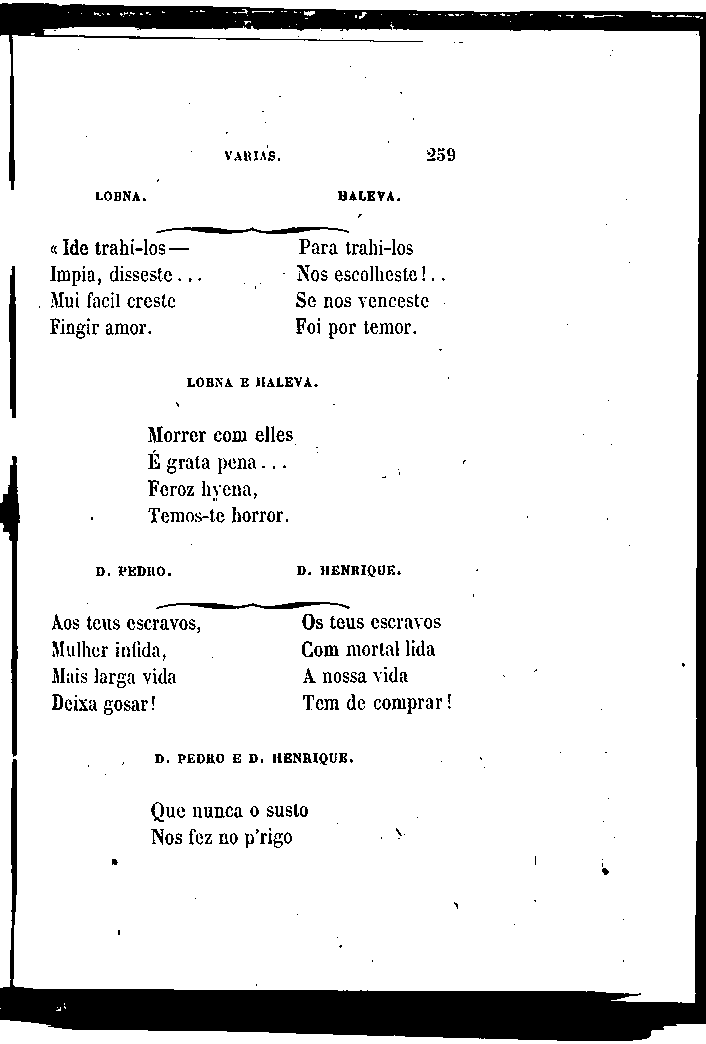 VARIAS. 259
LOBNA.
« Ide trahí-los—
Impia, disseste...
Mui facil creste
Fingir amor.
HALEVA.
Para trahi-los
Nos escolheste!..
Se nos venceste
Foi por temor.
LOBNA E HALEVA.
Morrer com elles
É grata pena...
Feroz hyena,
Temos-te horror.
D. PEDRO.
Aos teus escravos,
Mulher infida,
Mais larga vida
Deixa gosar!
D. HENRIQUE.
Os teus escravos
Com mortal lida
A nossa vida
Tem de comprar!
D. PEDRO E D. HENRIQUE.
Que nunca o susto
Nos fez no p'rigo